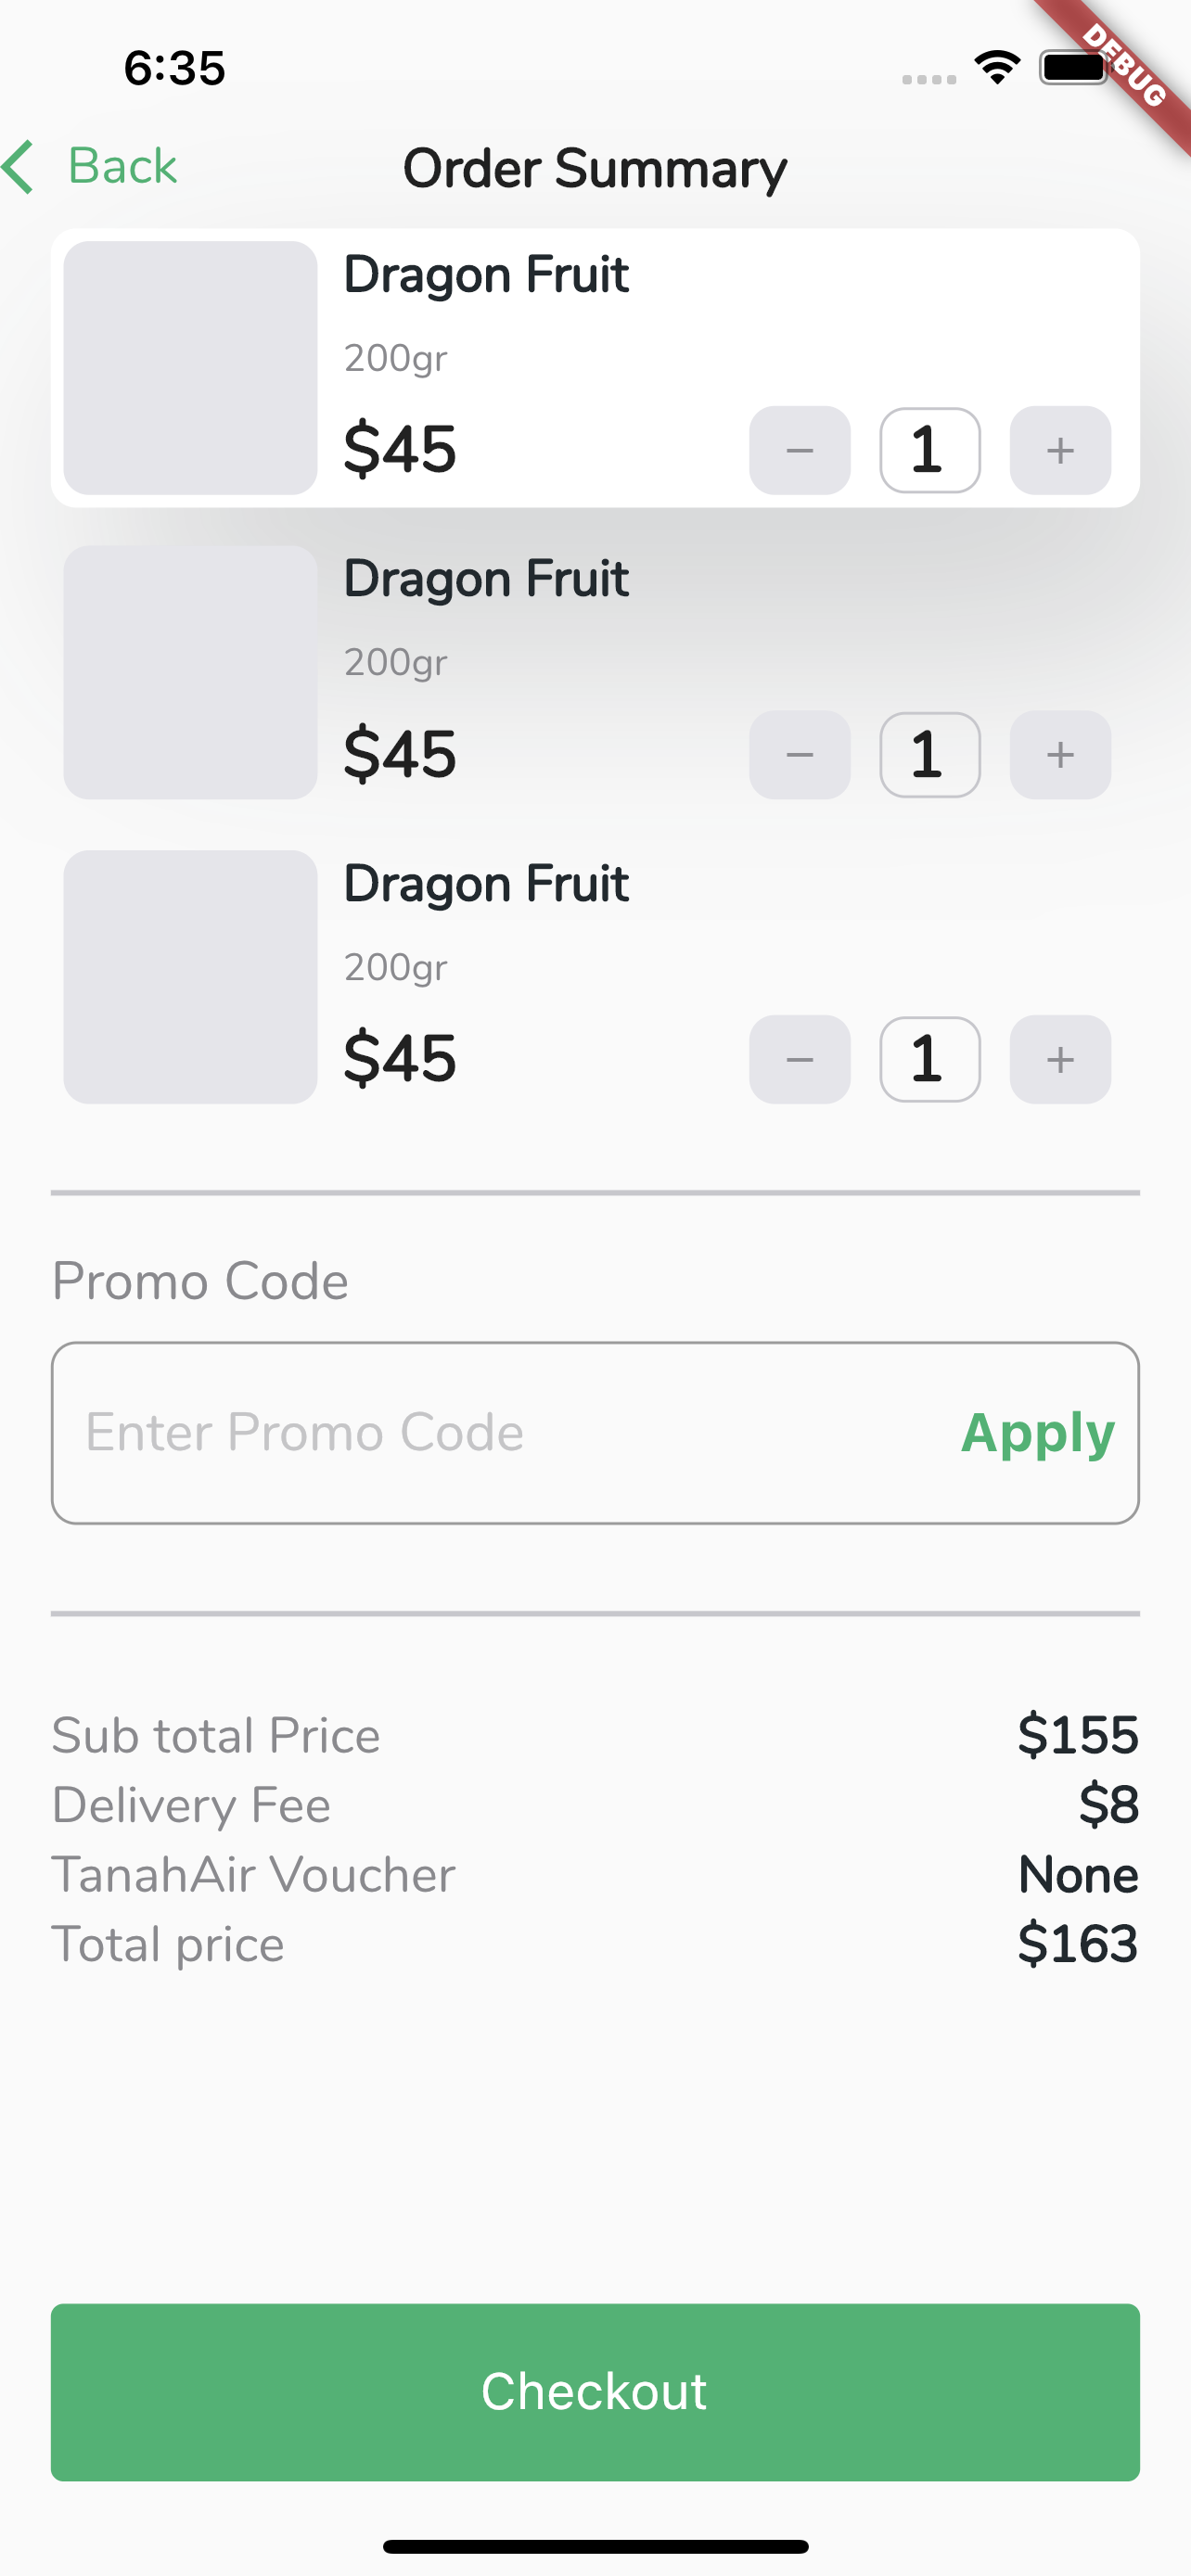 6:35
DEBUG
Back
Order Summary
Dragon Fruit
200gr
$45
− 1 +
Dragon Fruit
200gr
$45
− 1 +
Dragon Fruit
200gr
$45
− 1 +
Promo Code
Enter Promo Code
Apply
Sub total Price $155
Delivery Fee $8
TanahAir Voucher None
Total price $163
Checkout